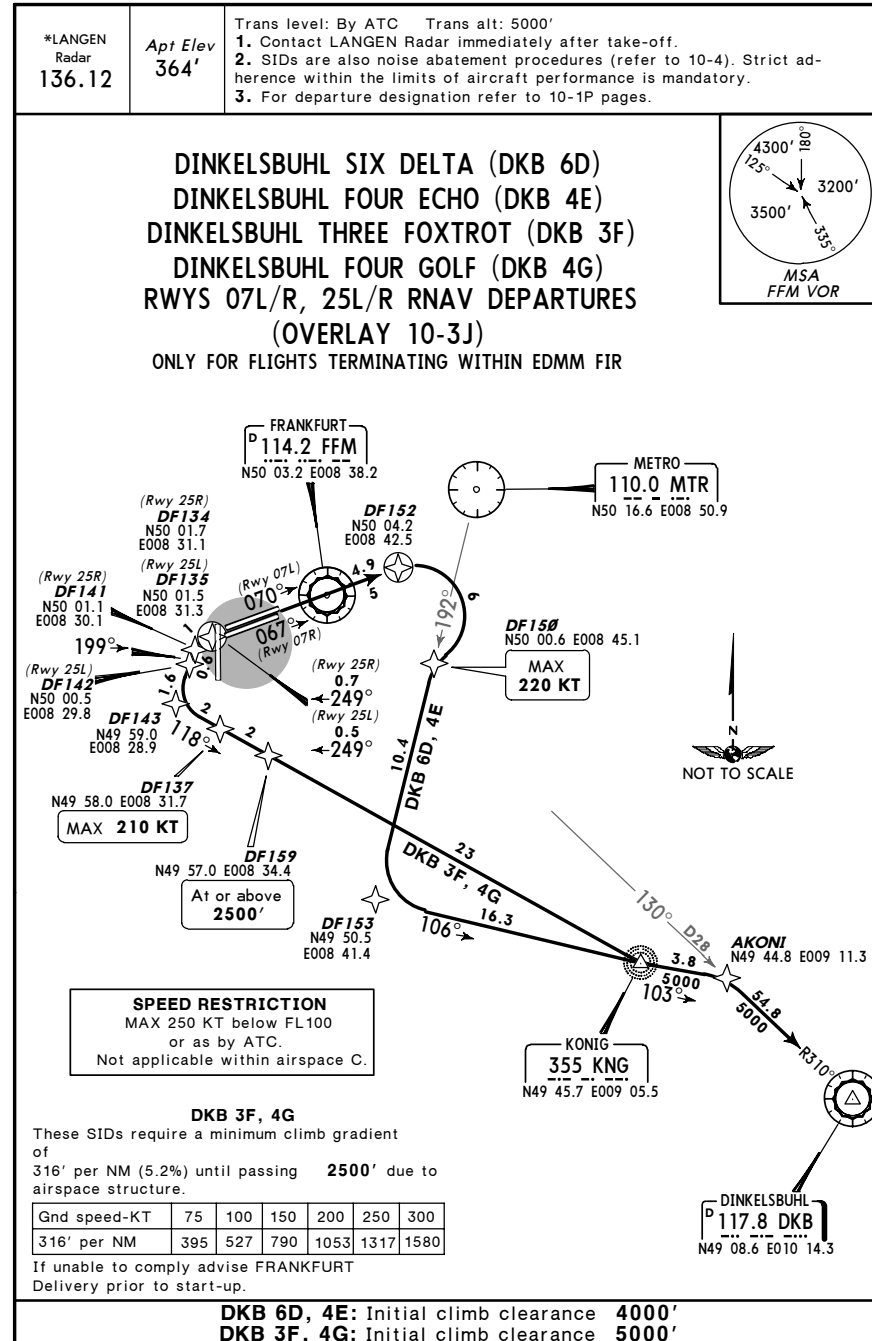 *LANGEN
Radar
136.12
Apt Elev
364'
Trans level: By ATC Trans alt: 5000'
1. Contact LANGEN Radar immediately after take-off.
2. SIDs are also noise abatement procedures (refer to 10-4). Strict ad-
herence within the limits of aircraft performance is mandatory.
3. For departure designation refer to 10-1P pages.
DINKELSBUHL SIX DELTA (DKB 6D)
DINKELSBUHL FOUR ECHO (DKB 4E)
DINKELSBUHL THREE FOXTROT (DKB 3F)
DINKELSBUHL FOUR GOLF (DKB 4G)
RWYS 07L/R, 25L/R RNAV DEPARTURES
(OVERLAY 10-3J)
ONLY FOR FLIGHTS TERMINATING WITHIN EDMM FIR
4300'
180°
125°
3200'
3500'
335°
MSA
FFM VOR
FRANKFURT
D 114.2 FFM
N50 03.2 E008 38.2
METRO
110.0 MTR
N50 16.6 E008 50.9
(Rwy 25R)
DF134
N50 01.7
E008 31.1
(Rwy 25L)
DF135
N50 01.5
E008 31.3
DF152
N50 04.2
E008 42.5
(Rwy 25R)
DF141
N50 01.1
E008 30.1
199°
(Rwy 25L)
DF142
N50 00.5
E008 29.8
(Rwy 07L)
070°
067°
(Rwy 07R)
4.9
5
9
192°
DF150
N50 00.6 E008 45.1
MAX
220 KT
1
0.6
1.6
(Rwy 25R)
0.7
249°
(Rwy 25L)
0.5
249°
DF143
N49 59.0
E008 28.9
2
118°
2
DF137
N49 58.0 E008 31.7
MAX 210 KT
DF159
N49 57.0 E008 34.4
At or above
2500'
10.4
DKB 6D, 4E
N
NOT TO SCALE
23
DKB 3F, 4G
DF153
N49 50.5
E008 41.4
106°
16.3
130°
D28
AKONI
N49 44.8 E009 11.3
3.8
5000
103°
54.8
5000
R310°
KONIG
355 KNG
N49 45.7 E009 05.5
DINKELSBUHL
D 117.8 DKB
N49 08.6 E010 14.3
SPEED RESTRICTION
MAX 250 KT below FL100
or as by ATC.
Not applicable within airspace C.
DKB 3F, 4G
These SIDs require a minimum climb gradient
of
316' per NM (5.2%) until passing 2500' due to
airspace structure.
Gnd speed-KT 75 100 150 200 250 300
316' per NM 395 527 790 1053 1317 1580
If unable to comply advise FRANKFURT
Delivery prior to start-up.
DKB 6D, 4E: Initial climb clearance 4000'
DKB 3F, 4G: Initial climb clearance 5000'